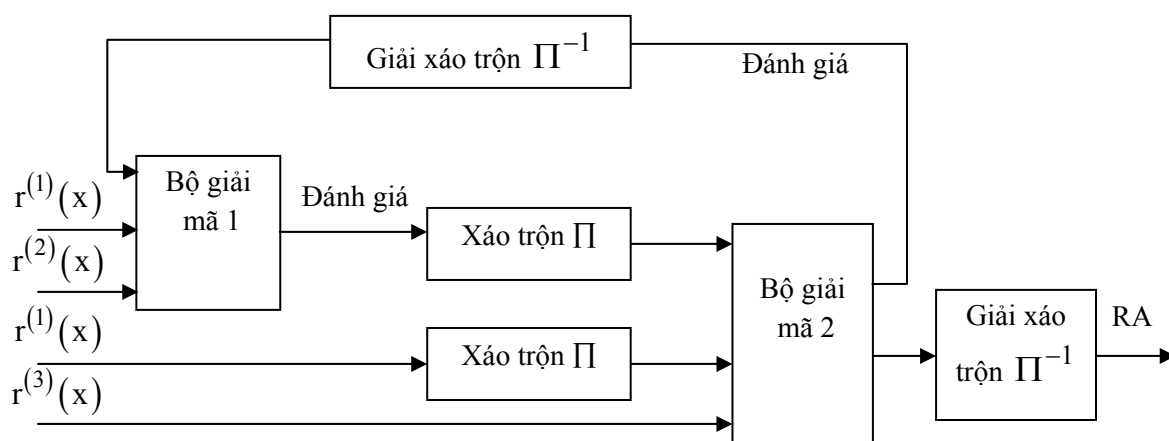 Giải xáo trộn Π⁻¹
Đánh giá
r⁽¹⁾(x)
Bộ giải
mã 1
Đánh giá
r⁽²⁾(x)
Xáo trộn Π
Bộ giải
mã 2
r⁽¹⁾(x)
Xáo trộn Π
Giải xáo
trộn Π⁻¹
RA
r⁽³⁾(x)